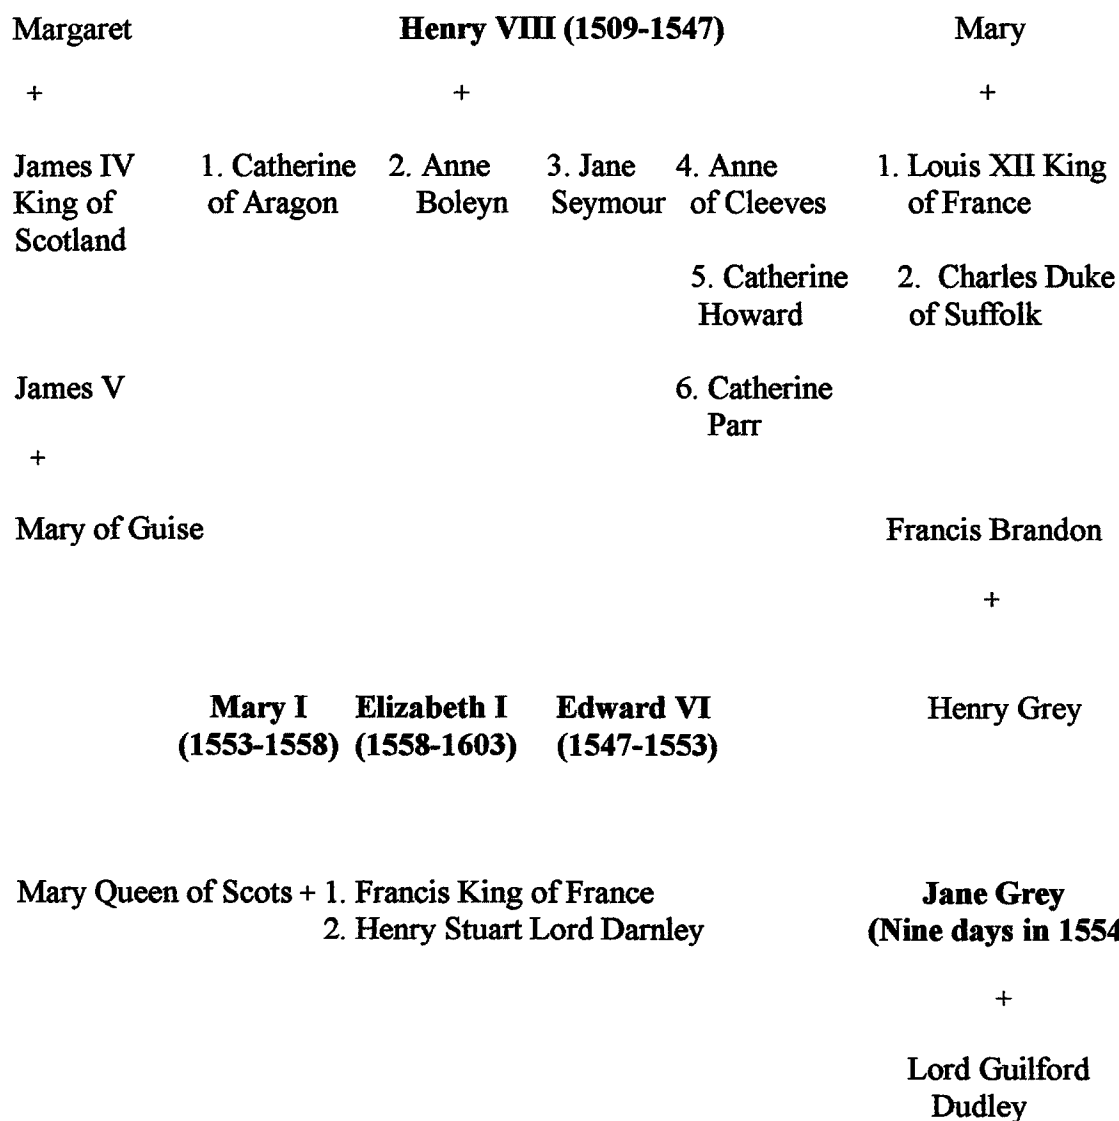 Margaret Henry VIII (1509-1547) Mary
+ + +
James IV 1. Catherine 2. Anne 3. Jane 4. Anne 1. Louis XII King
King of of Aragon Boleyn Seymour of Cleeves of France
Scotland
5. Catherine 2. Charles Duke
Howard of Suffolk
James V 6. Catherine
Parr
+
Mary of Guise Francis Brandon
+
Mary I Elizabeth I Edward VI Henry Grey
(1553-1558) (1558-1603) (1547-1553)
Mary Queen of Scots + 1. Francis King of France Jane Grey
2. Henry Stuart Lord Darnley (Nine days in 1554
+
Lord Guilford
Dudley